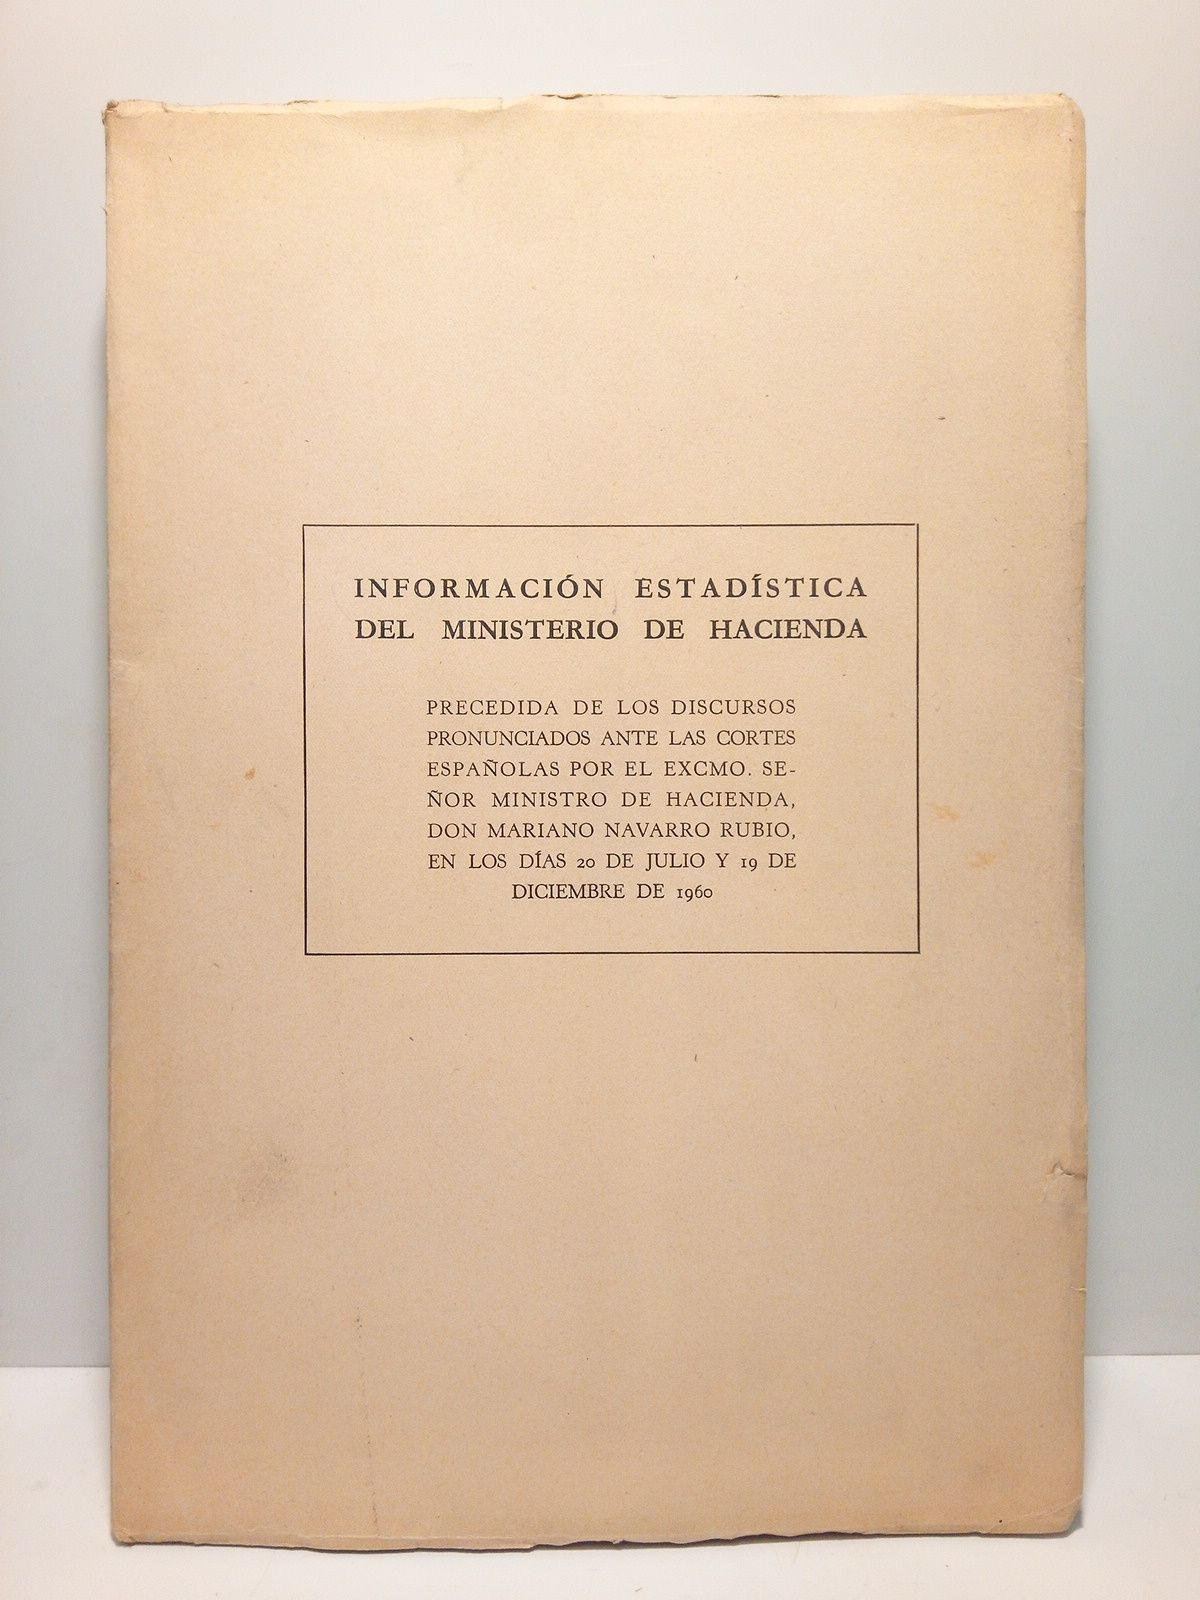 INFORMACIÓN ESTADÍSTICA
DEL MINISTERIO DE HACIENDA
PRECEDIDA DE LOS DISCURSOS
PRONUNCIADOS ANTE LAS CORTES
ESPAÑOLAS POR EL EXCMO. SE-
ÑOR MINISTRO DE HACIENDA,
DON MARIANO NAVARRO RUBIO,
EN LOS DÍAS 20 DE JULIO Y 19 DE
DICIEMBRE DE 1960